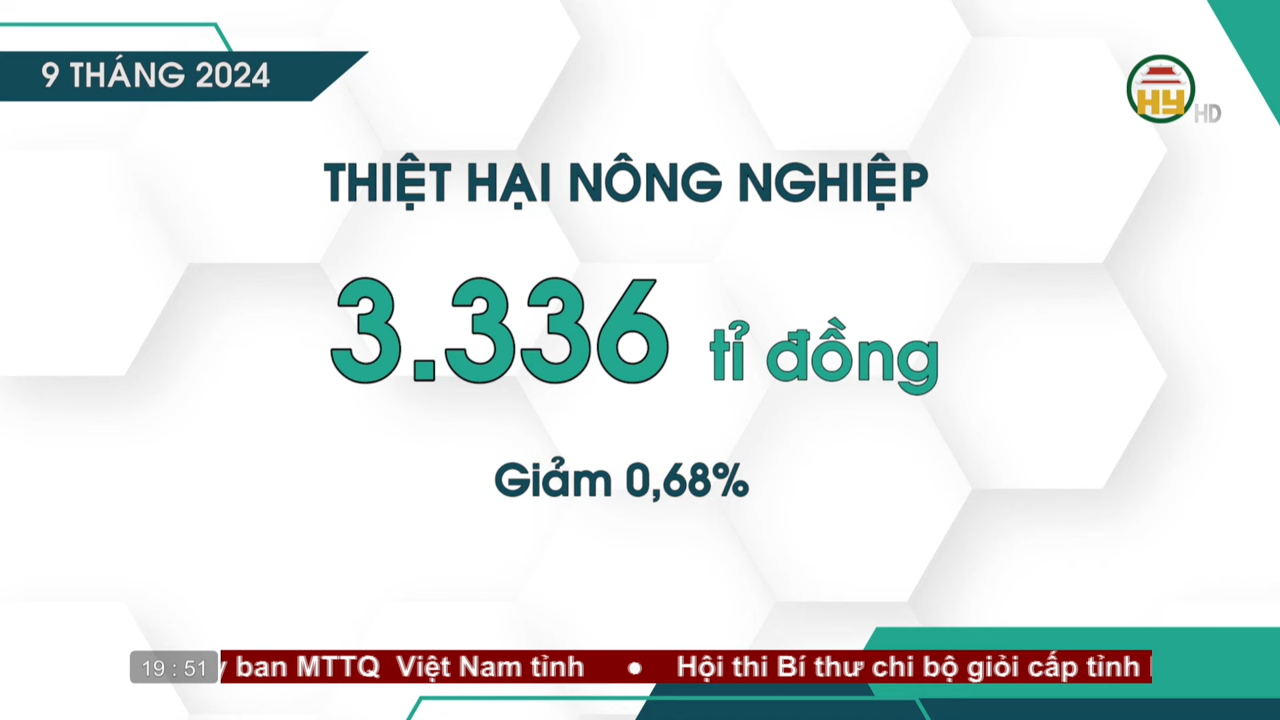 9 THÁNG 2024
HY HD
THIỆT HẠI NÔNG NGHIỆP
3.336 tỉ đồng
Giảm 0,68%
19 : 51 ban MTTQ Việt Nam tỉnh • Hội thi Bí thư chi bộ giỏi cấp tỉnh